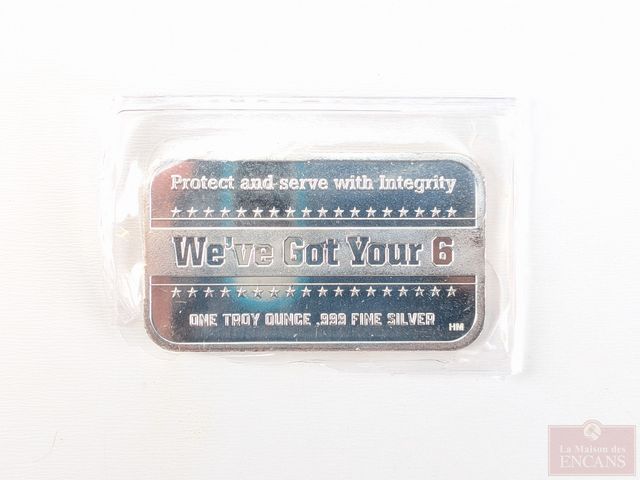 Protect and serve with Integrity
We've Got Your 6
ONE TROY OUNCE .999 FINE SILVER
HM
La Maison des
ENCANS